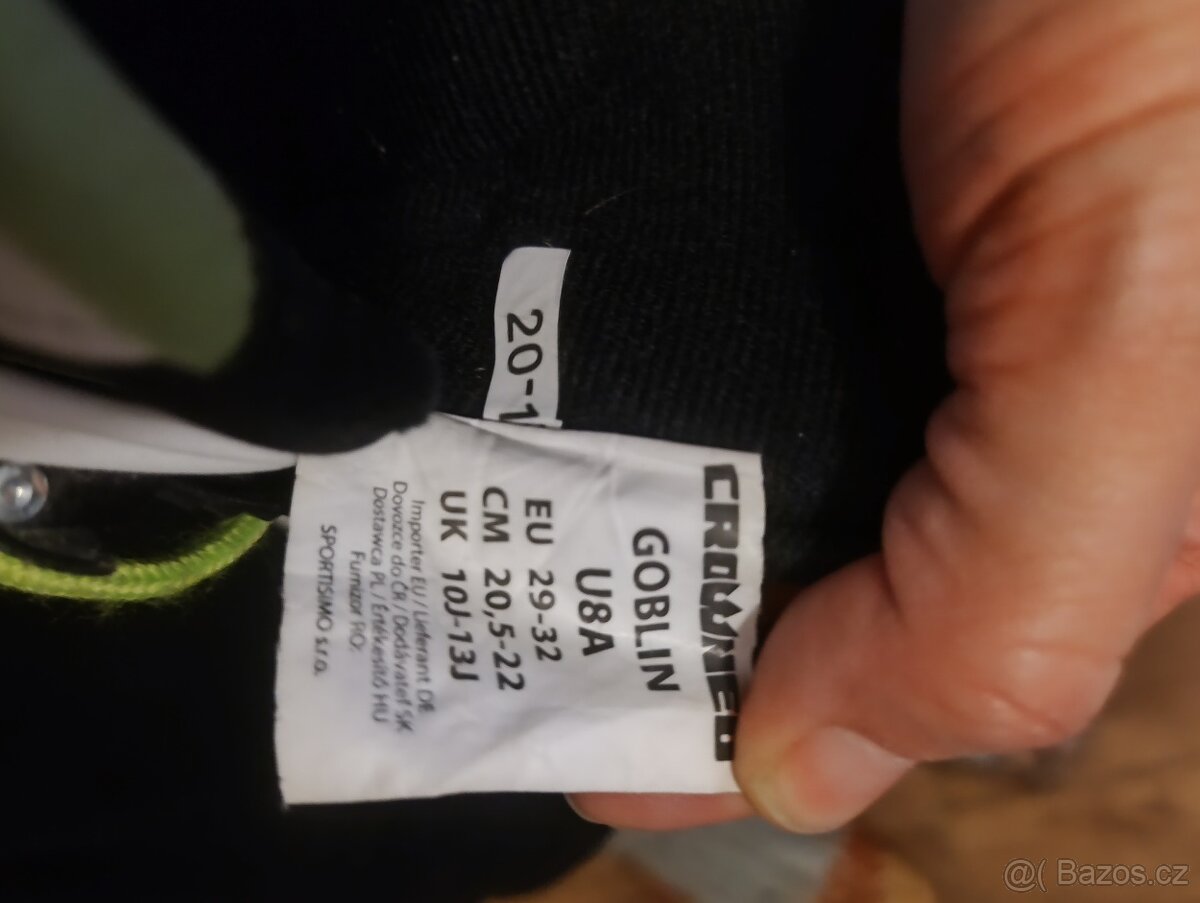 20-1
CROWNED
GOBLIN
U8A
EU 29-32
CM 20,5-22
UK 10J-13J
Importer EU / Lieferant DE
Dovozce do ČR / Dodávateľ SK
Dostawca PL / Értékesítő HU
Furnizor RO:
SPORTISIMO s.r.o.
@( Bazos.cz